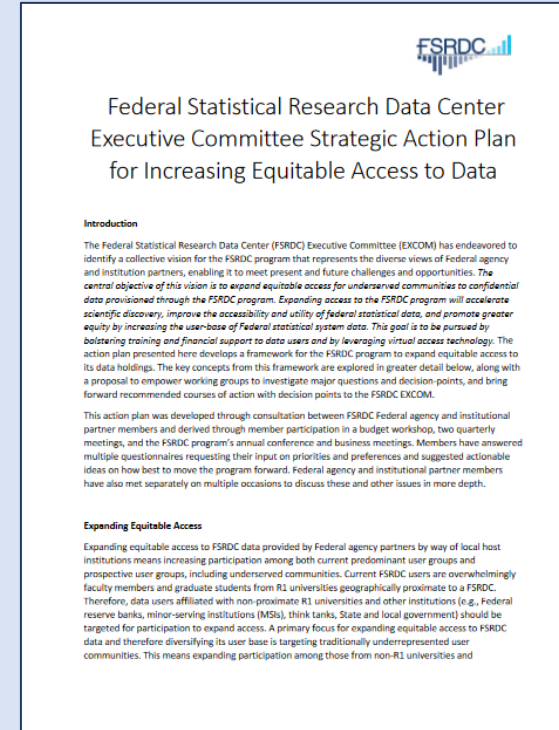 FSRDC
Federal Statistical Research Data Center
Executive Committee Strategic Action Plan
for Increasing Equitable Access to Data
Introduction
The Federal Statistical Research Data Center (FSRDC) Executive Committee (EXCOM) has endeavored to
identify a collective vision for the FSRDC program that represents the diverse views of Federal agency
and institution partners, enabling it to meet present and future challenges and opportunities. The
central objective of this vision is to expand equitable access for underserved communities to confidential
data provisioned through the FSRDC program. Expanding access to the FSRDC program will accelerate
scientific discovery, improve the accessibility and utility of federal statistical data, and promote greater
equity by increasing the user-base of Federal statistical system data. This goal is to be pursued by
bolstering training and financial support to data users and by leveraging virtual access technology. The
action plan presented here develops a framework for the FSRDC program to expand equitable access to
its data holdings. The key concepts from this framework are explored in greater detail below, along with
a proposal to empower working groups to investigate major questions and decision-points, and bring
forward recommended courses of action with decision points to the FSRDC EXCOM.
This action plan was developed through consultation between FSRDC Federal agency and institutional
partner members and derived through member participation in a budget workshop, two quarterly
meetings, and the FSRDC program's annual conference and business meetings. Members have answered
multiple questionnaires requesting their input on priorities and preferences and suggested actionable
ideas on how best to move the program forward. Federal agency and institutional partner members
have also met separately on multiple occasions to discuss these and other issues in more depth.
Expanding Equitable Access
Expanding equitable access to FSRDC data provided by Federal agency partners by way of local host
institutions means increasing participation among both current predominant user groups and
prospective user groups, including underserved communities. Current FSRDC users are overwhelmingly
faculty members and graduate students from R1 universities geographically proximate to a FSRDC.
Therefore, data users affiliated with non-proximate R1 universities and other institutions (e.g., Federal
reserve banks, minor-serving institutions (MSIs), think tanks, State and local government) should be
targeted for participation to expand access. A primary focus for expanding equitable access to FSRDC
data and therefore diversifying its user base is targeting traditionally underrepresented user
communities. This means expanding participation among those from non-R1 universities and